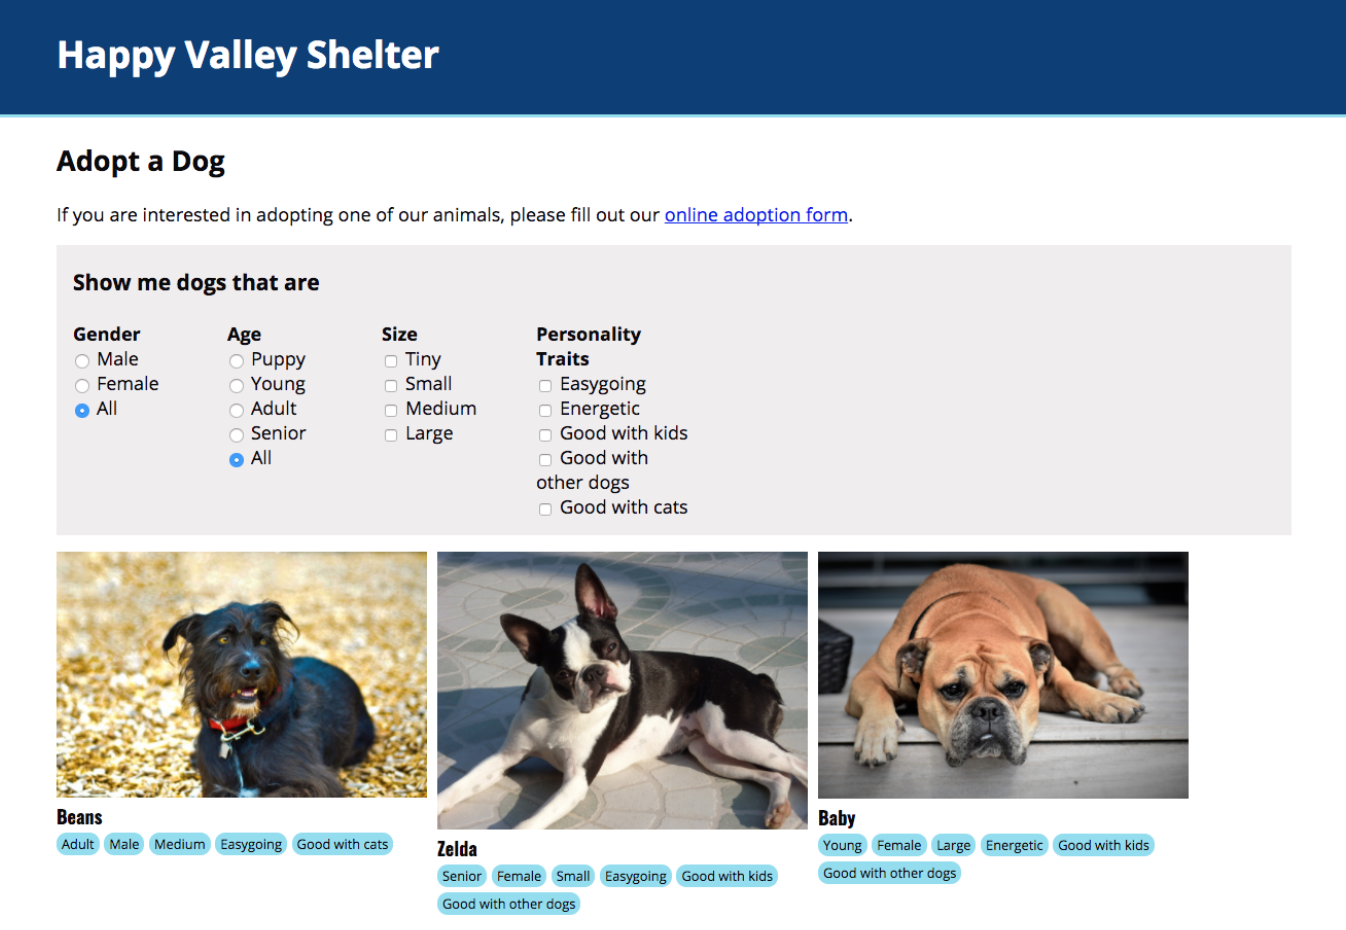 Happy Valley Shelter
Adopt a Dog
If you are interested in adopting one of our animals, please fill out our online adoption form.
Show me dogs that are
Gender
Male
Female
All
Age
Puppy
Young
Adult
Senior
All
Size
Tiny
Small
Medium
Large
Personality
Traits
Easygoing
Energetic
Good with kids
Good with
other dogs
Good with cats
Beans
Adult Male Medium Easygoing Good with cats
Zelda
Senior Female Small Easygoing Good with kids
Good with other dogs
Baby
Young Female Large Energetic Good with kids
Good with other dogs